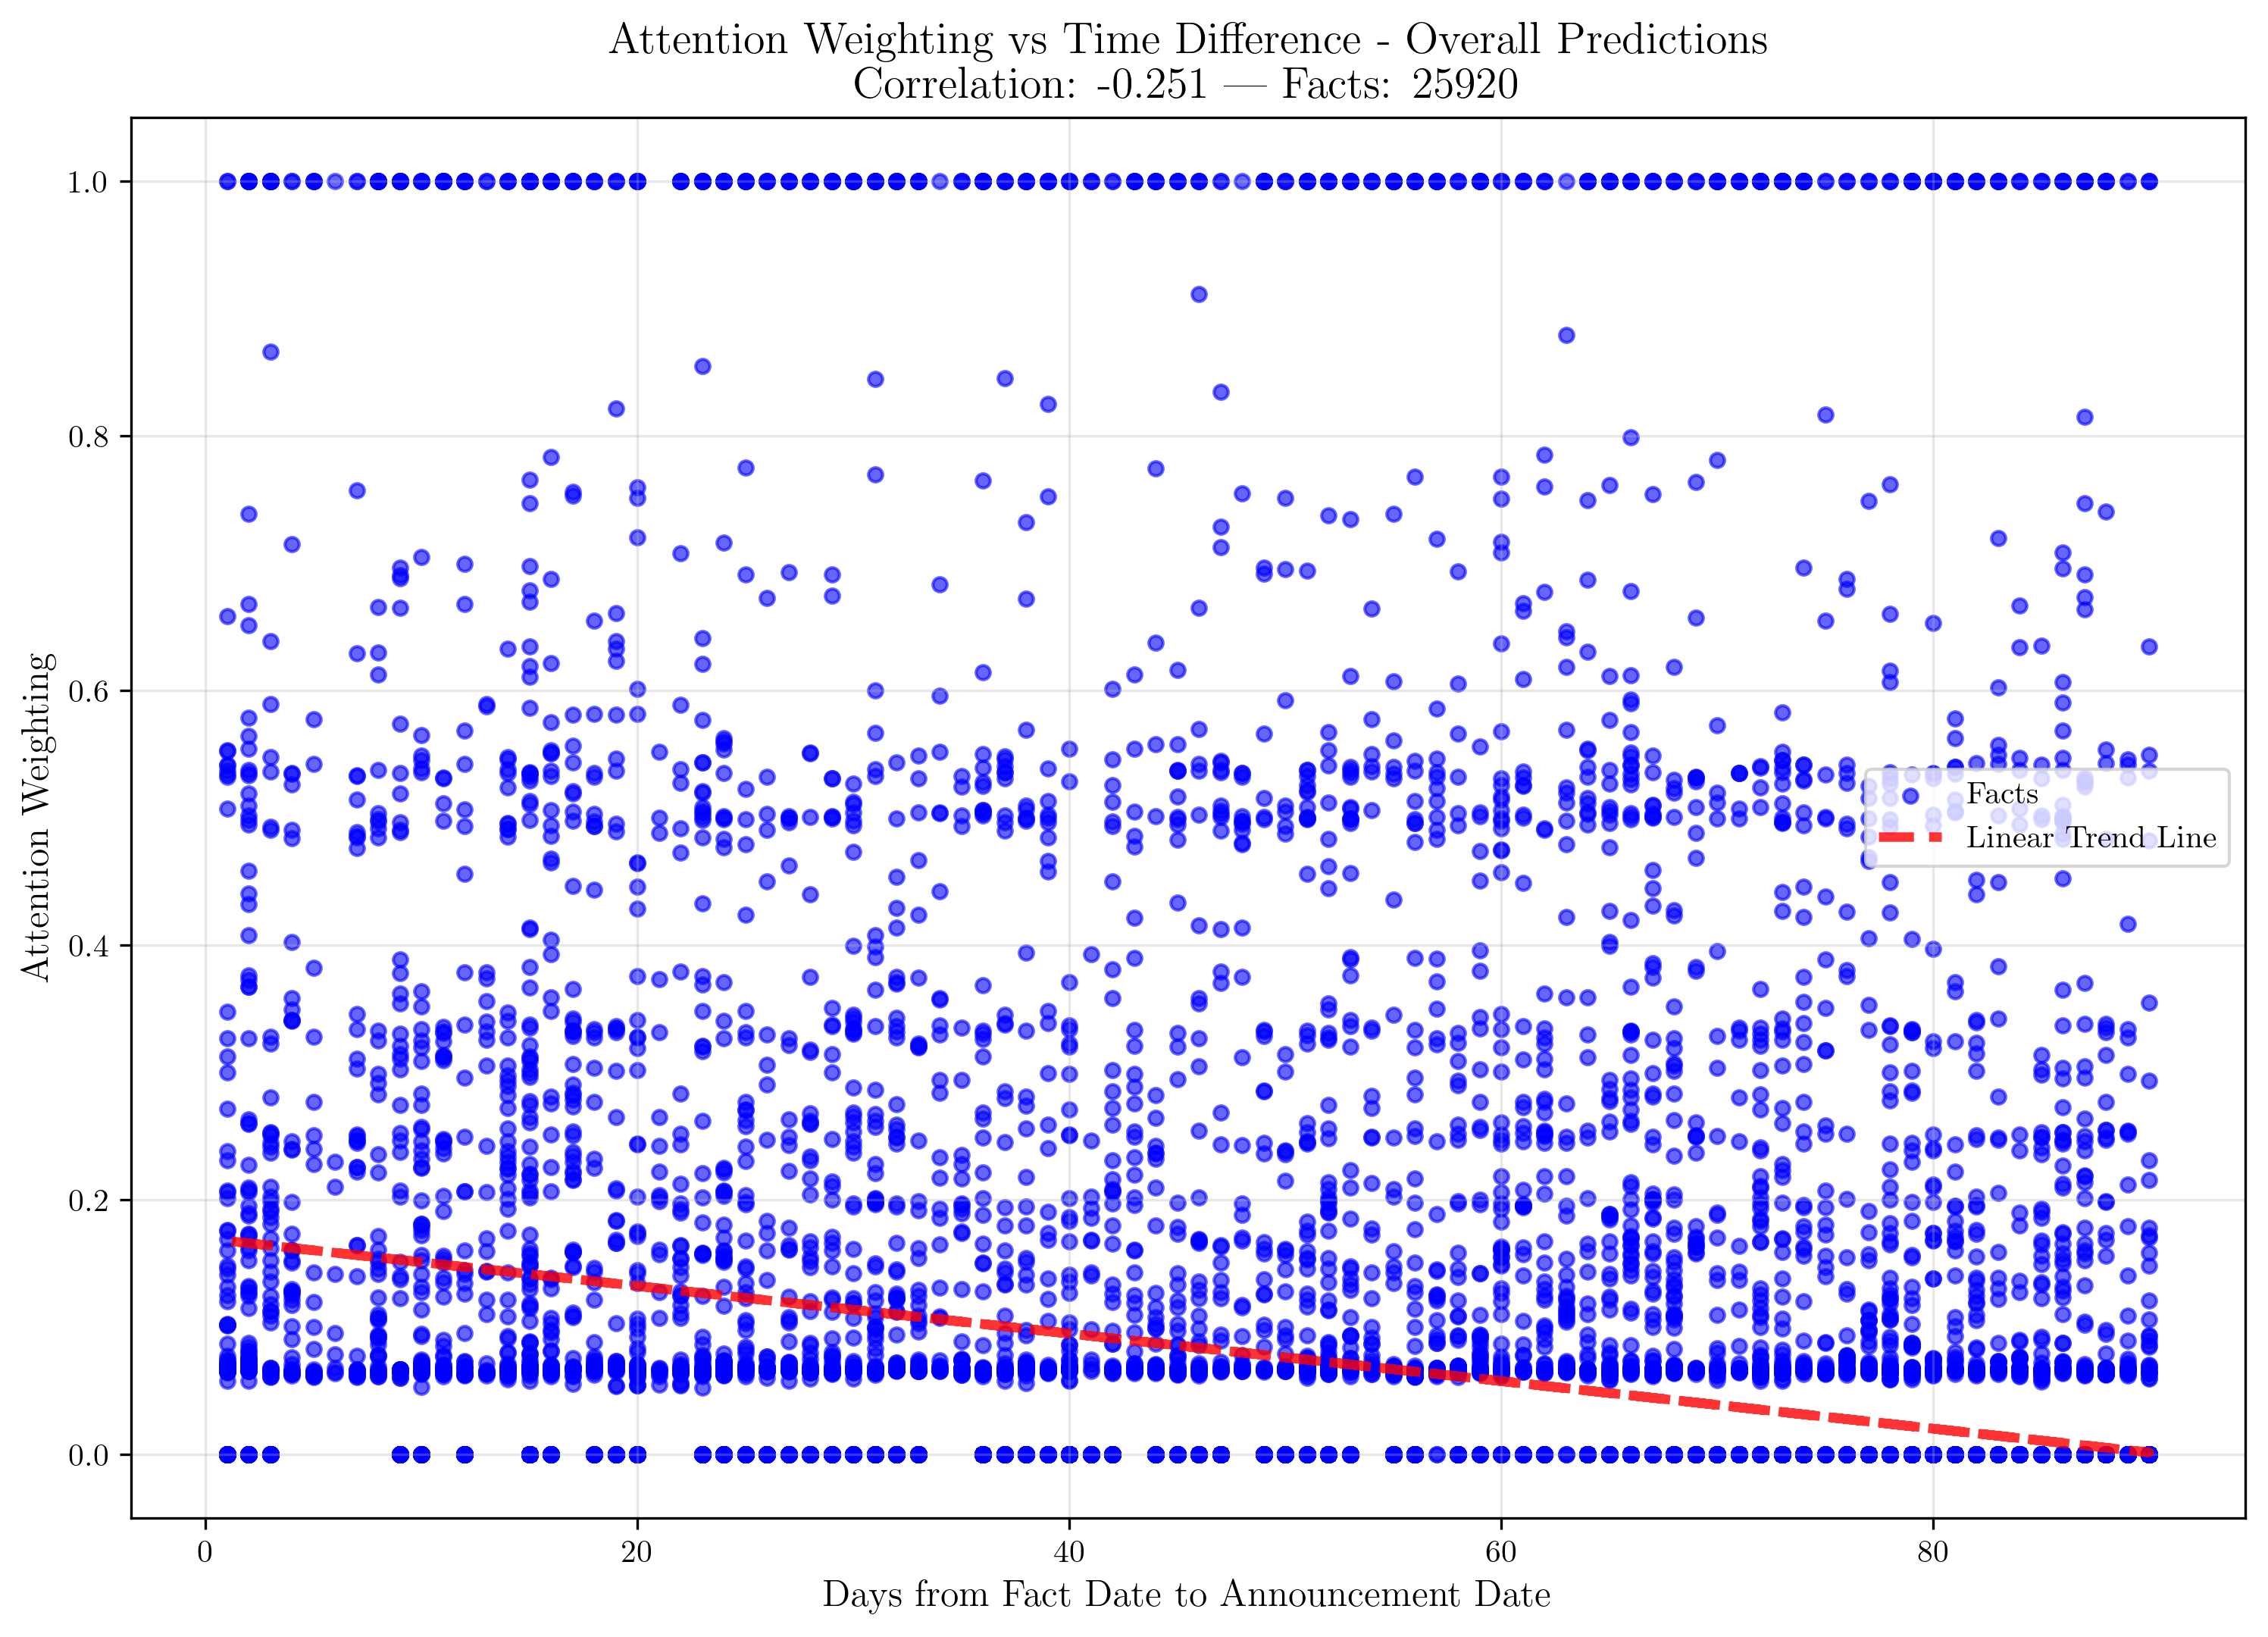 Attention Weighting vs Time Difference - Overall Predictions
Correlation: -0.251 — Facts: 25920
1.0
0.8
0.6
0.4
0.2
0.0
Attention Weighting
Facts
Linear Trend Line
0
20
40
60
80
Days from Fact Date to Announcement Date